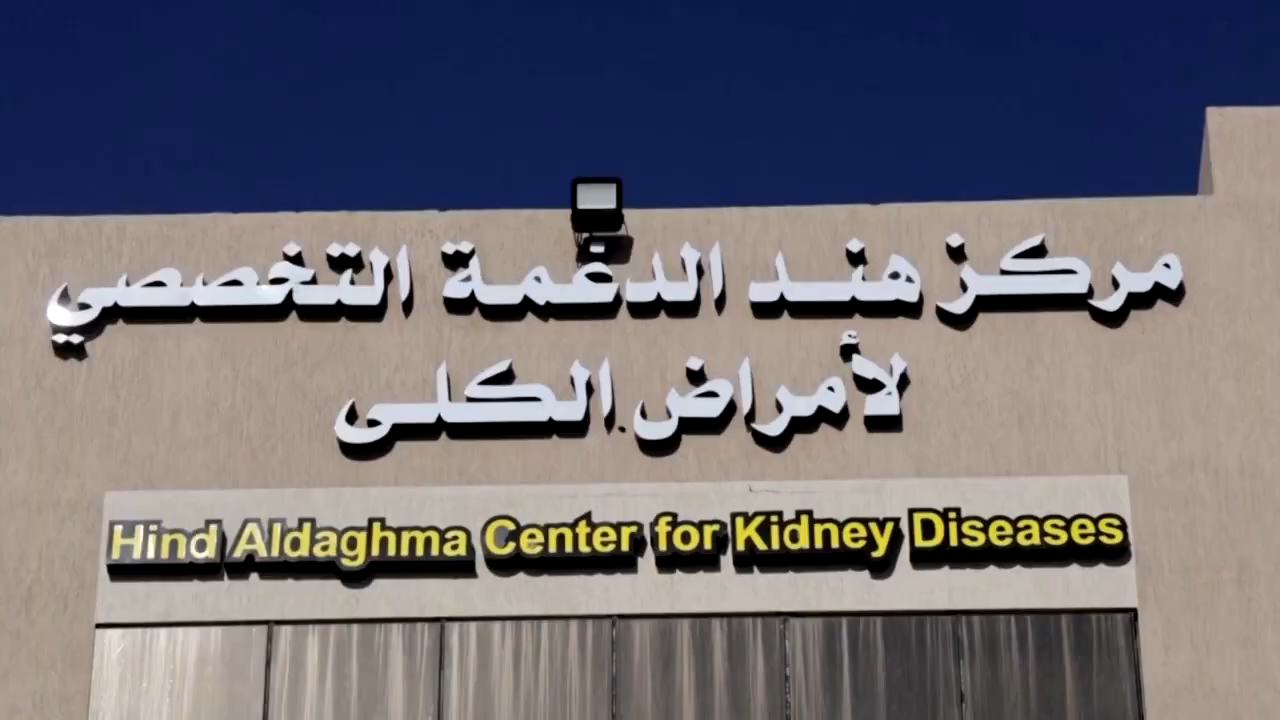 مركز هند الدغمة التخصصي
لأمراض الكلى
Hind Aldaghma Center for Kidney Diseases